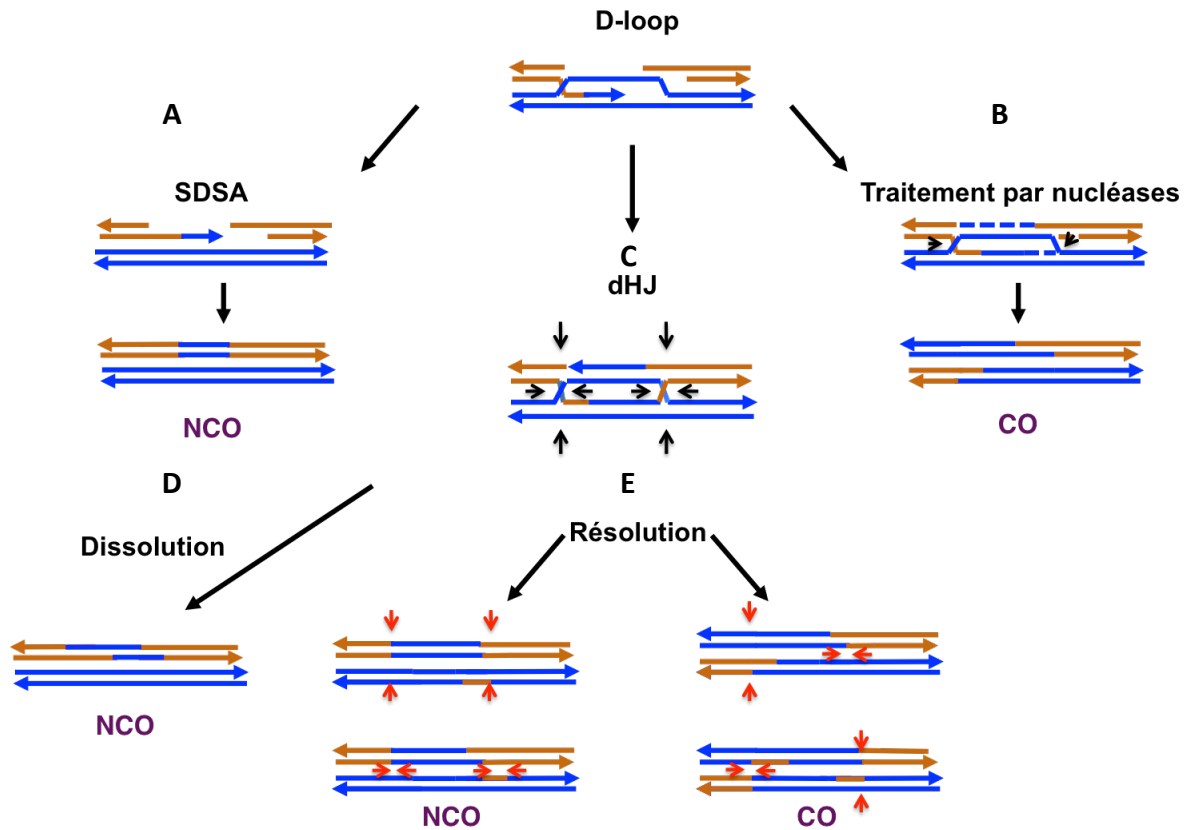 D-loop
A
B
SDSA
Traitement par nucléases
C
dHJ
NCO
CO
D
E
Dissolution
Résolution
NCO
NCO
CO